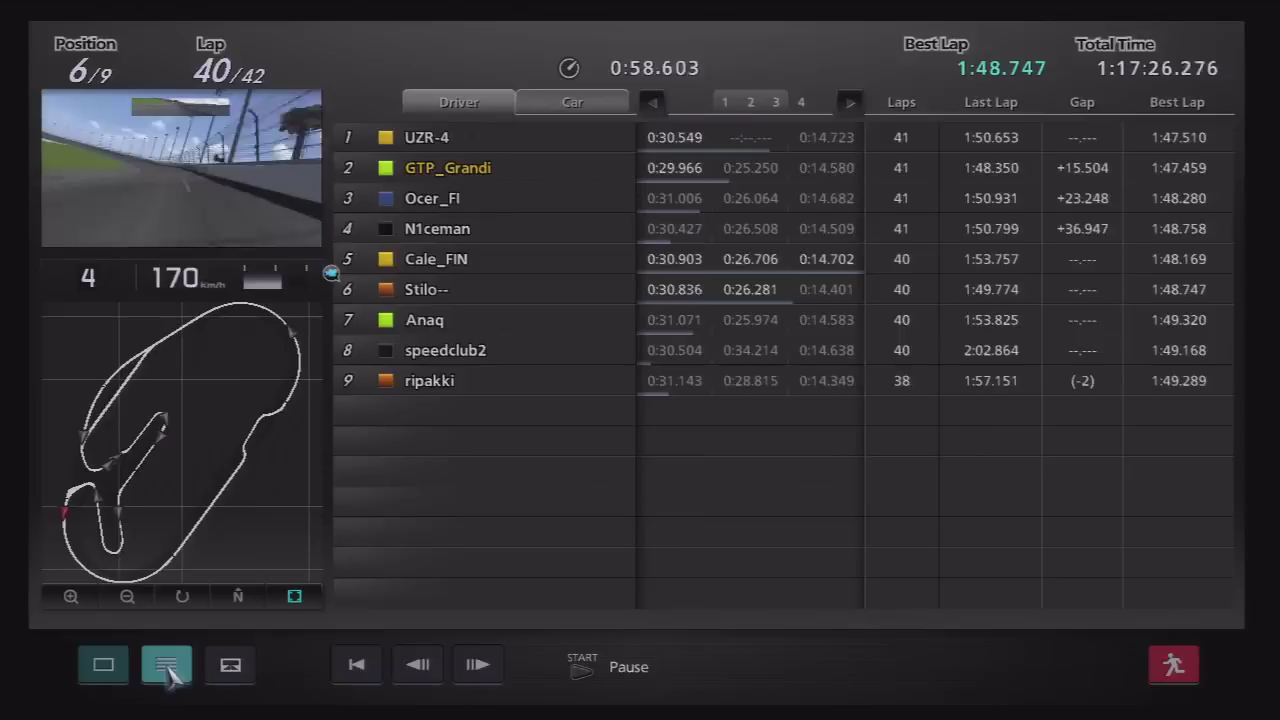 Position Lap Best Lap Total Time
6/9 40/42 0:58.603 1:48.747 1:17:26.276
Driver Car 1 2 3 4 Laps Last Lap Gap Best Lap
1 UZR-4 0:30.549 --:--.--- 0:14.723 41 1:50.653 --.--- 1:47.510
2 GTP_Grandi 0:29.966 0:25.250 0:14.580 41 1:48.350 +15.504 1:47.459
3 Ocer_FI 0:31.006 0:26.064 0:14.682 41 1:50.931 +23.248 1:48.280
4 N1ceman 0:30.427 0:26.508 0:14.509 41 1:50.799 +36.947 1:48.758
5 Cale_FIN 0:30.903 0:26.706 0:14.702 40 1:53.757 --.--- 1:48.169
6 Stilo-- 0:30.836 0:26.281 0:14.401 40 1:49.774 --.--- 1:48.747
7 Anaq 0:31.071 0:25.974 0:14.583 40 1:53.825 --.--- 1:49.320
8 speedclub2 0:30.504 0:34.214 0:14.638 40 2:02.864 --.--- 1:49.168
9 ripakki 0:31.143 0:28.815 0:14.349 38 1:57.151 (-2) 1:49.289
4 170 Km/h
N
START
Pause